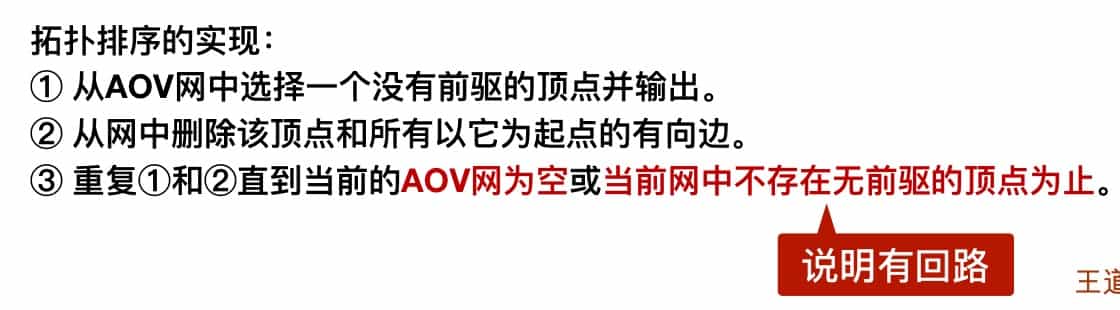 拓扑排序的实现：
① 从AOV网中选择一个没有前驱的顶点并输出。
② 从网中删除该顶点和所有以它为起点的有向边。
③ 重复①和②直到当前的AOV网为空或当前网中不存在无前驱的顶点为止。
说明有回路
王道